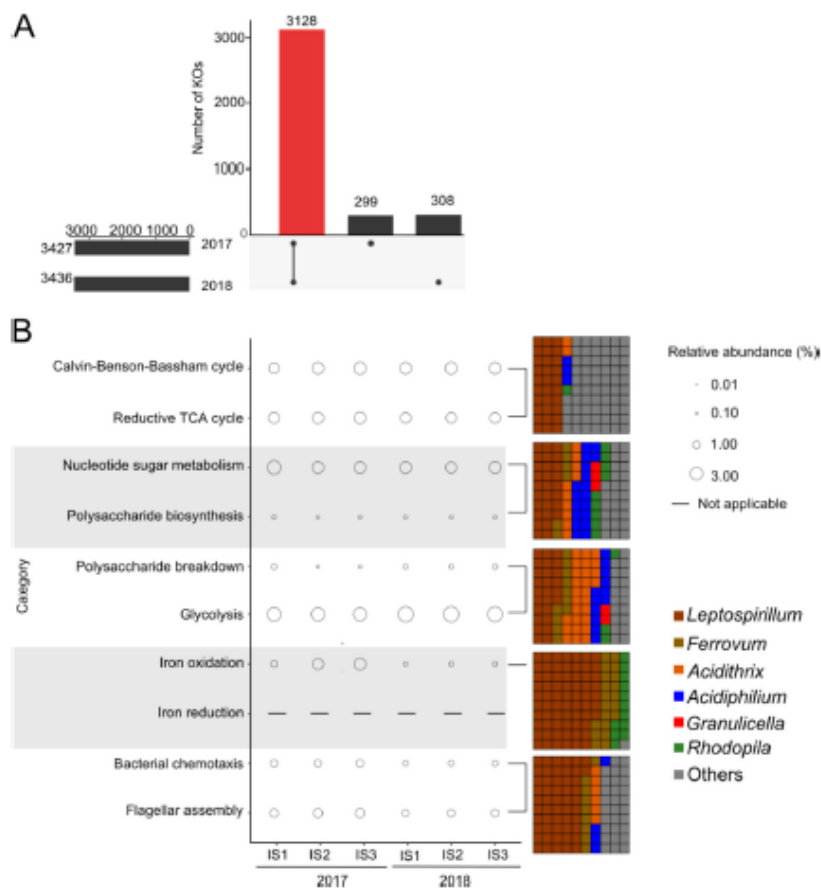 A
3128
3000
2000
1000
0
Number of KOs
299
308
3000 2000 1000 0
3427
2017
3436
2018
B
Calvin-Benson-Bassham cycle
Reductive TCA cycle
Nucleotide sugar metabolism
Polysaccharide biosynthesis
Polysaccharide breakdown
Glycolysis
Iron oxidation
Iron reduction
Bacterial chemotaxis
Flagellar assembly
Category
IS1 IS2 IS3 IS1 IS2 IS3
2017 2018
Relative abundance (%)
0.01
0.10
1.00
3.00
Not applicable
Leptospirillum
Ferrovum
Acidithrix
Acidiphilium
Granulicella
Rhodopila
Others